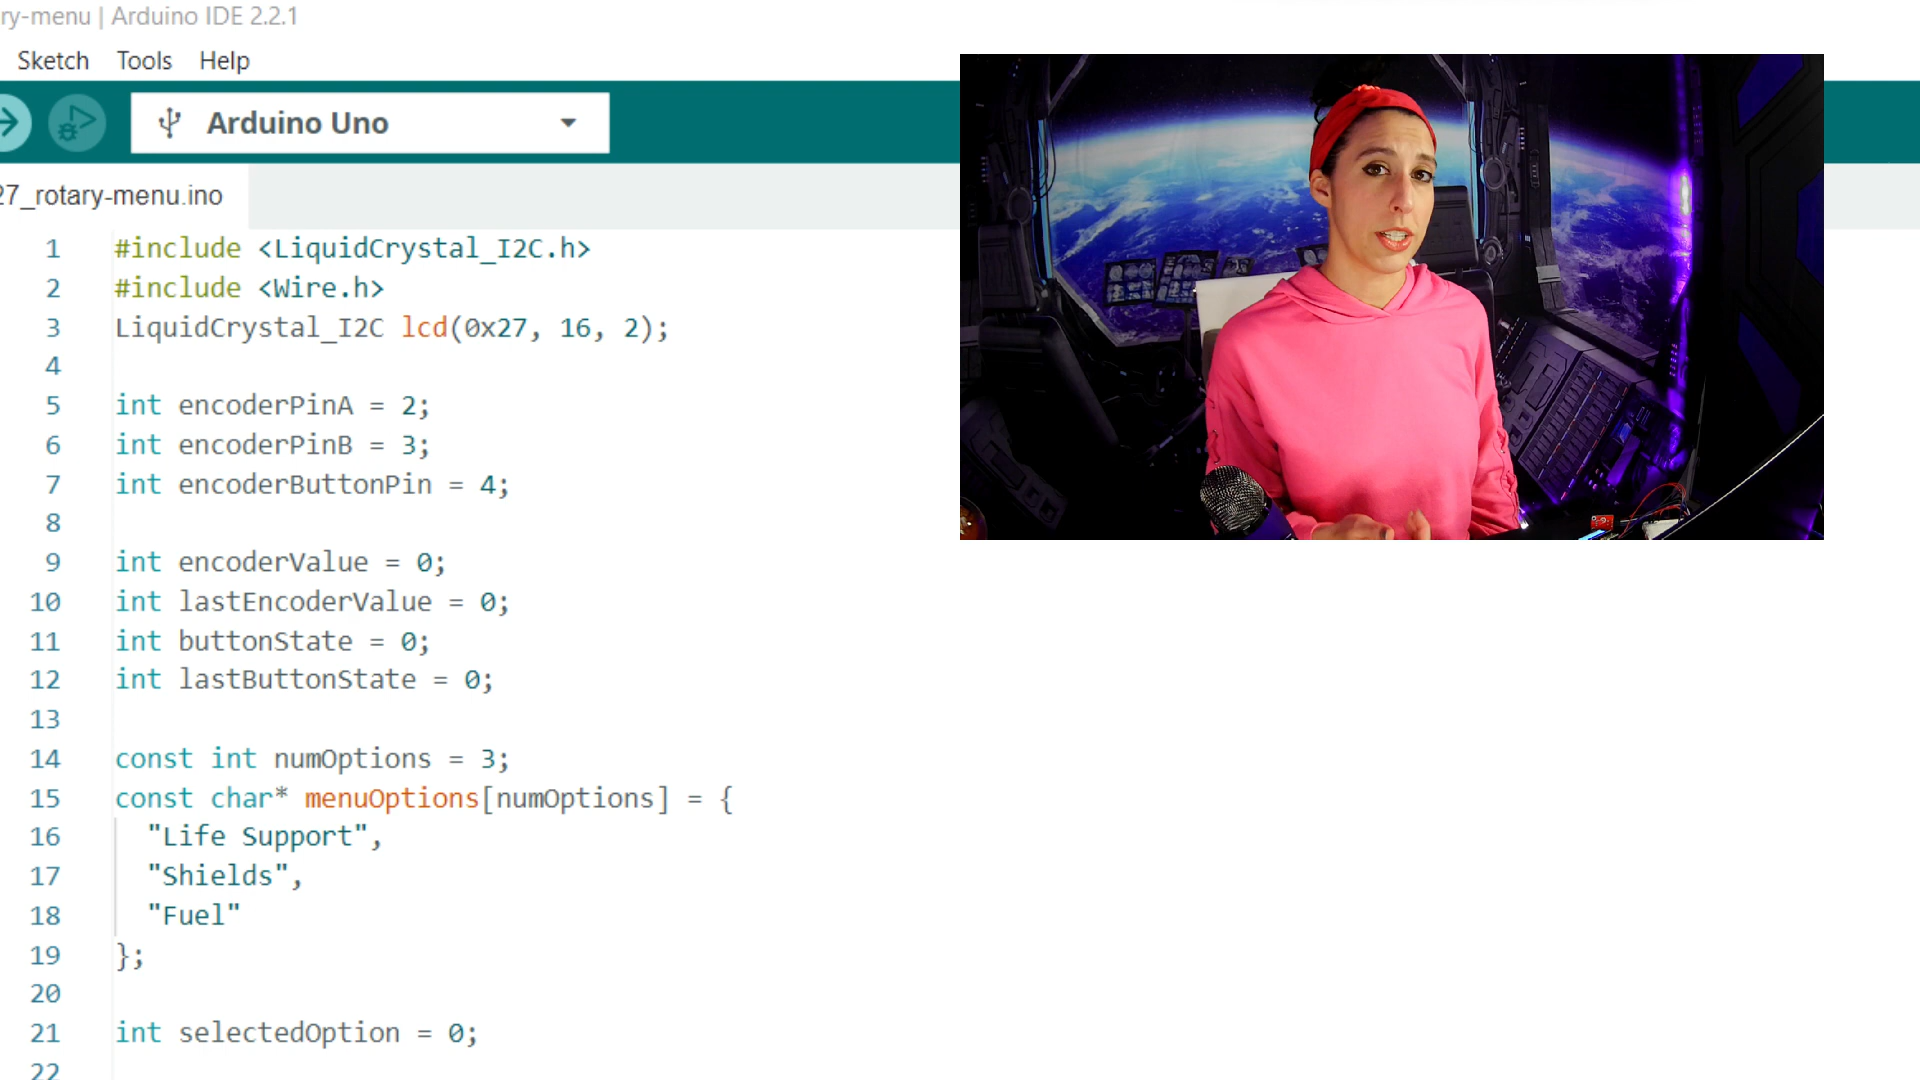 ry-menu | Arduino IDE 2.2.1
Sketch Tools Help
Arduino Uno
27_rotary-menu.ino
1 #include <LiquidCrystal_I2C.h>
2 #include <Wire.h>
3 LiquidCrystal_I2C lcd(0x27, 16, 2);
4
5 int encoderPinA = 2;
6 int encoderPinB = 3;
7 int encoderButtonPin = 4;
8
9 int encoderValue = 0;
10 int lastEncoderValue = 0;
11 int buttonState = 0;
12 int lastButtonState = 0;
13
14 const int numOptions = 3;
15 const char* menuOptions[numOptions] = {
16 "Life Support",
17 "Shields",
18 "Fuel"
19 };
20
21 int selectedOption = 0;
22